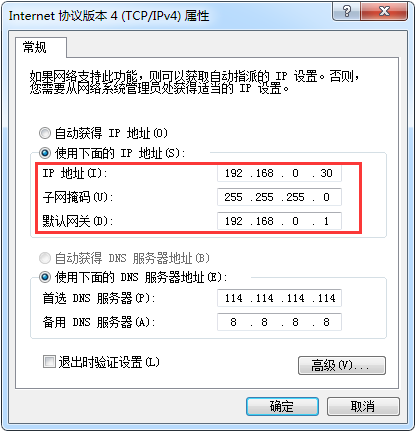 Internet 协议版本 4 (TCP/IPv4) 属性
常规
如果网络支持此功能，则可以获取自动指派的 IP 设置。否则，
您需要从网络系统管理员处获得适当的 IP 设置。
自动获得 IP 地址(O)
使用下面的 IP 地址(S):
IP 地址(I): 192 .168 . 0 . 30
子网掩码(U): 255 .255 .255 . 0
默认网关(D): 192 .168 . 0 . 1
自动获得 DNS 服务器地址(B)
使用下面的 DNS 服务器地址(E):
首选 DNS 服务器(P): 114 .114 .114 .114
备用 DNS 服务器(A): 8 . 8 . 8 . 8
退出时验证设置(L)
高级(V)...
确定
取消